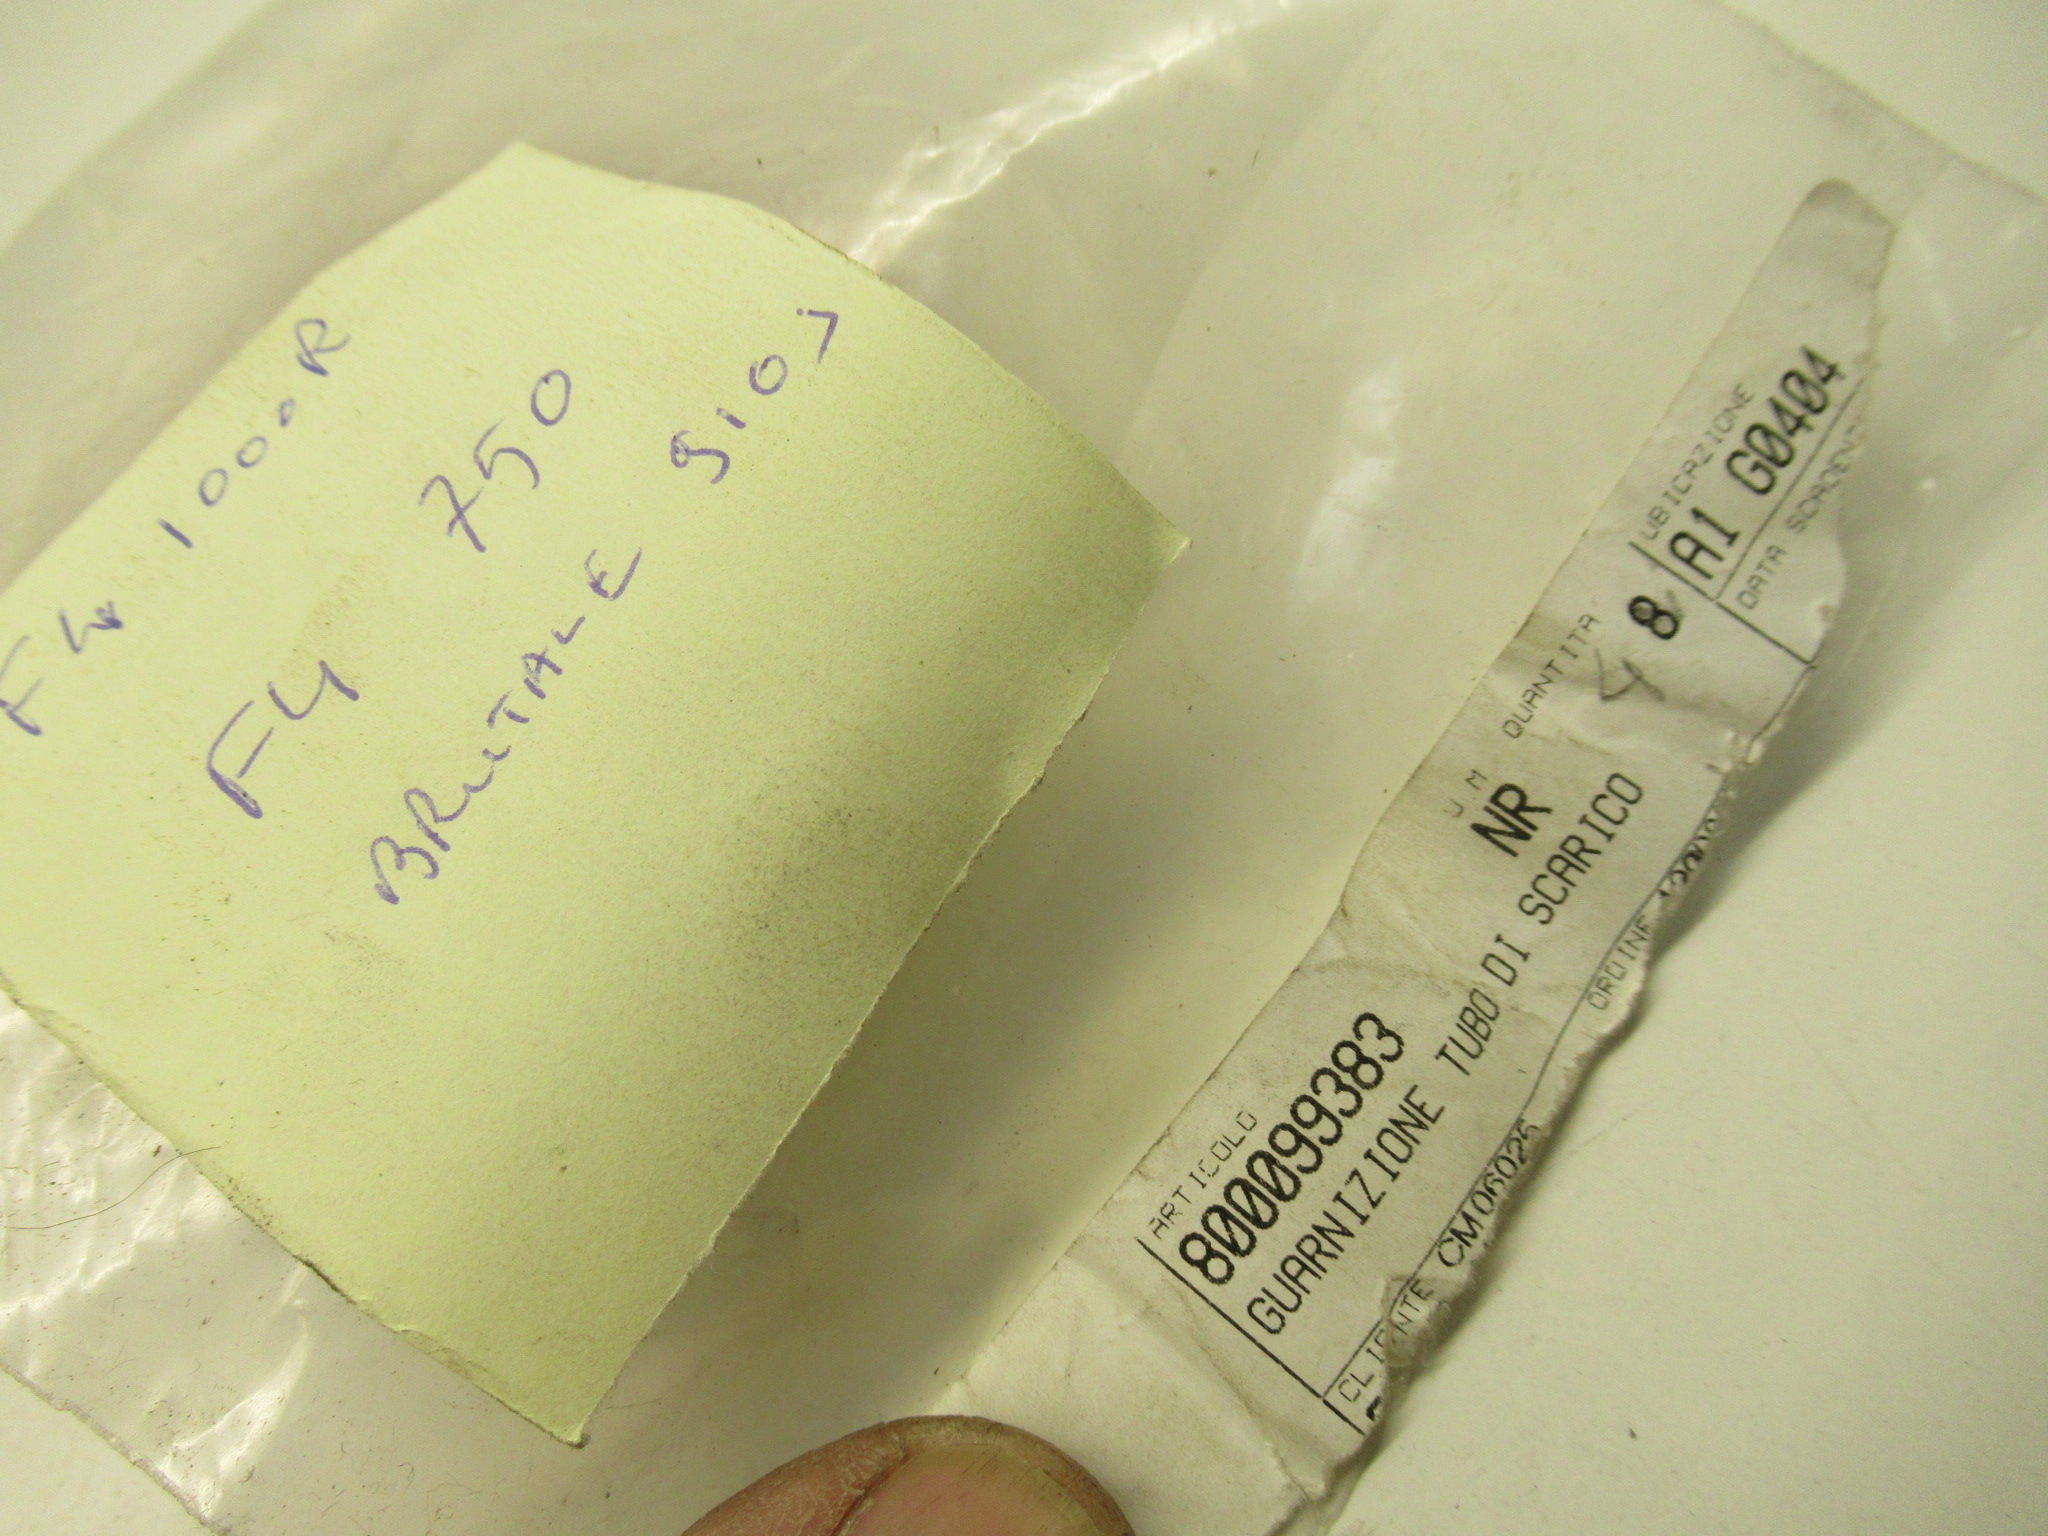 F4 1000R
F4 750
BRUTALE 910
ARTICOLO
800099383
U.M
NR
QUANTITA'
4 8
UBICAZIONE
A1 G0404
GUARNIZIONE TUBO DI SCARICO
DATA
CLIENTE CM06025
ORDINE